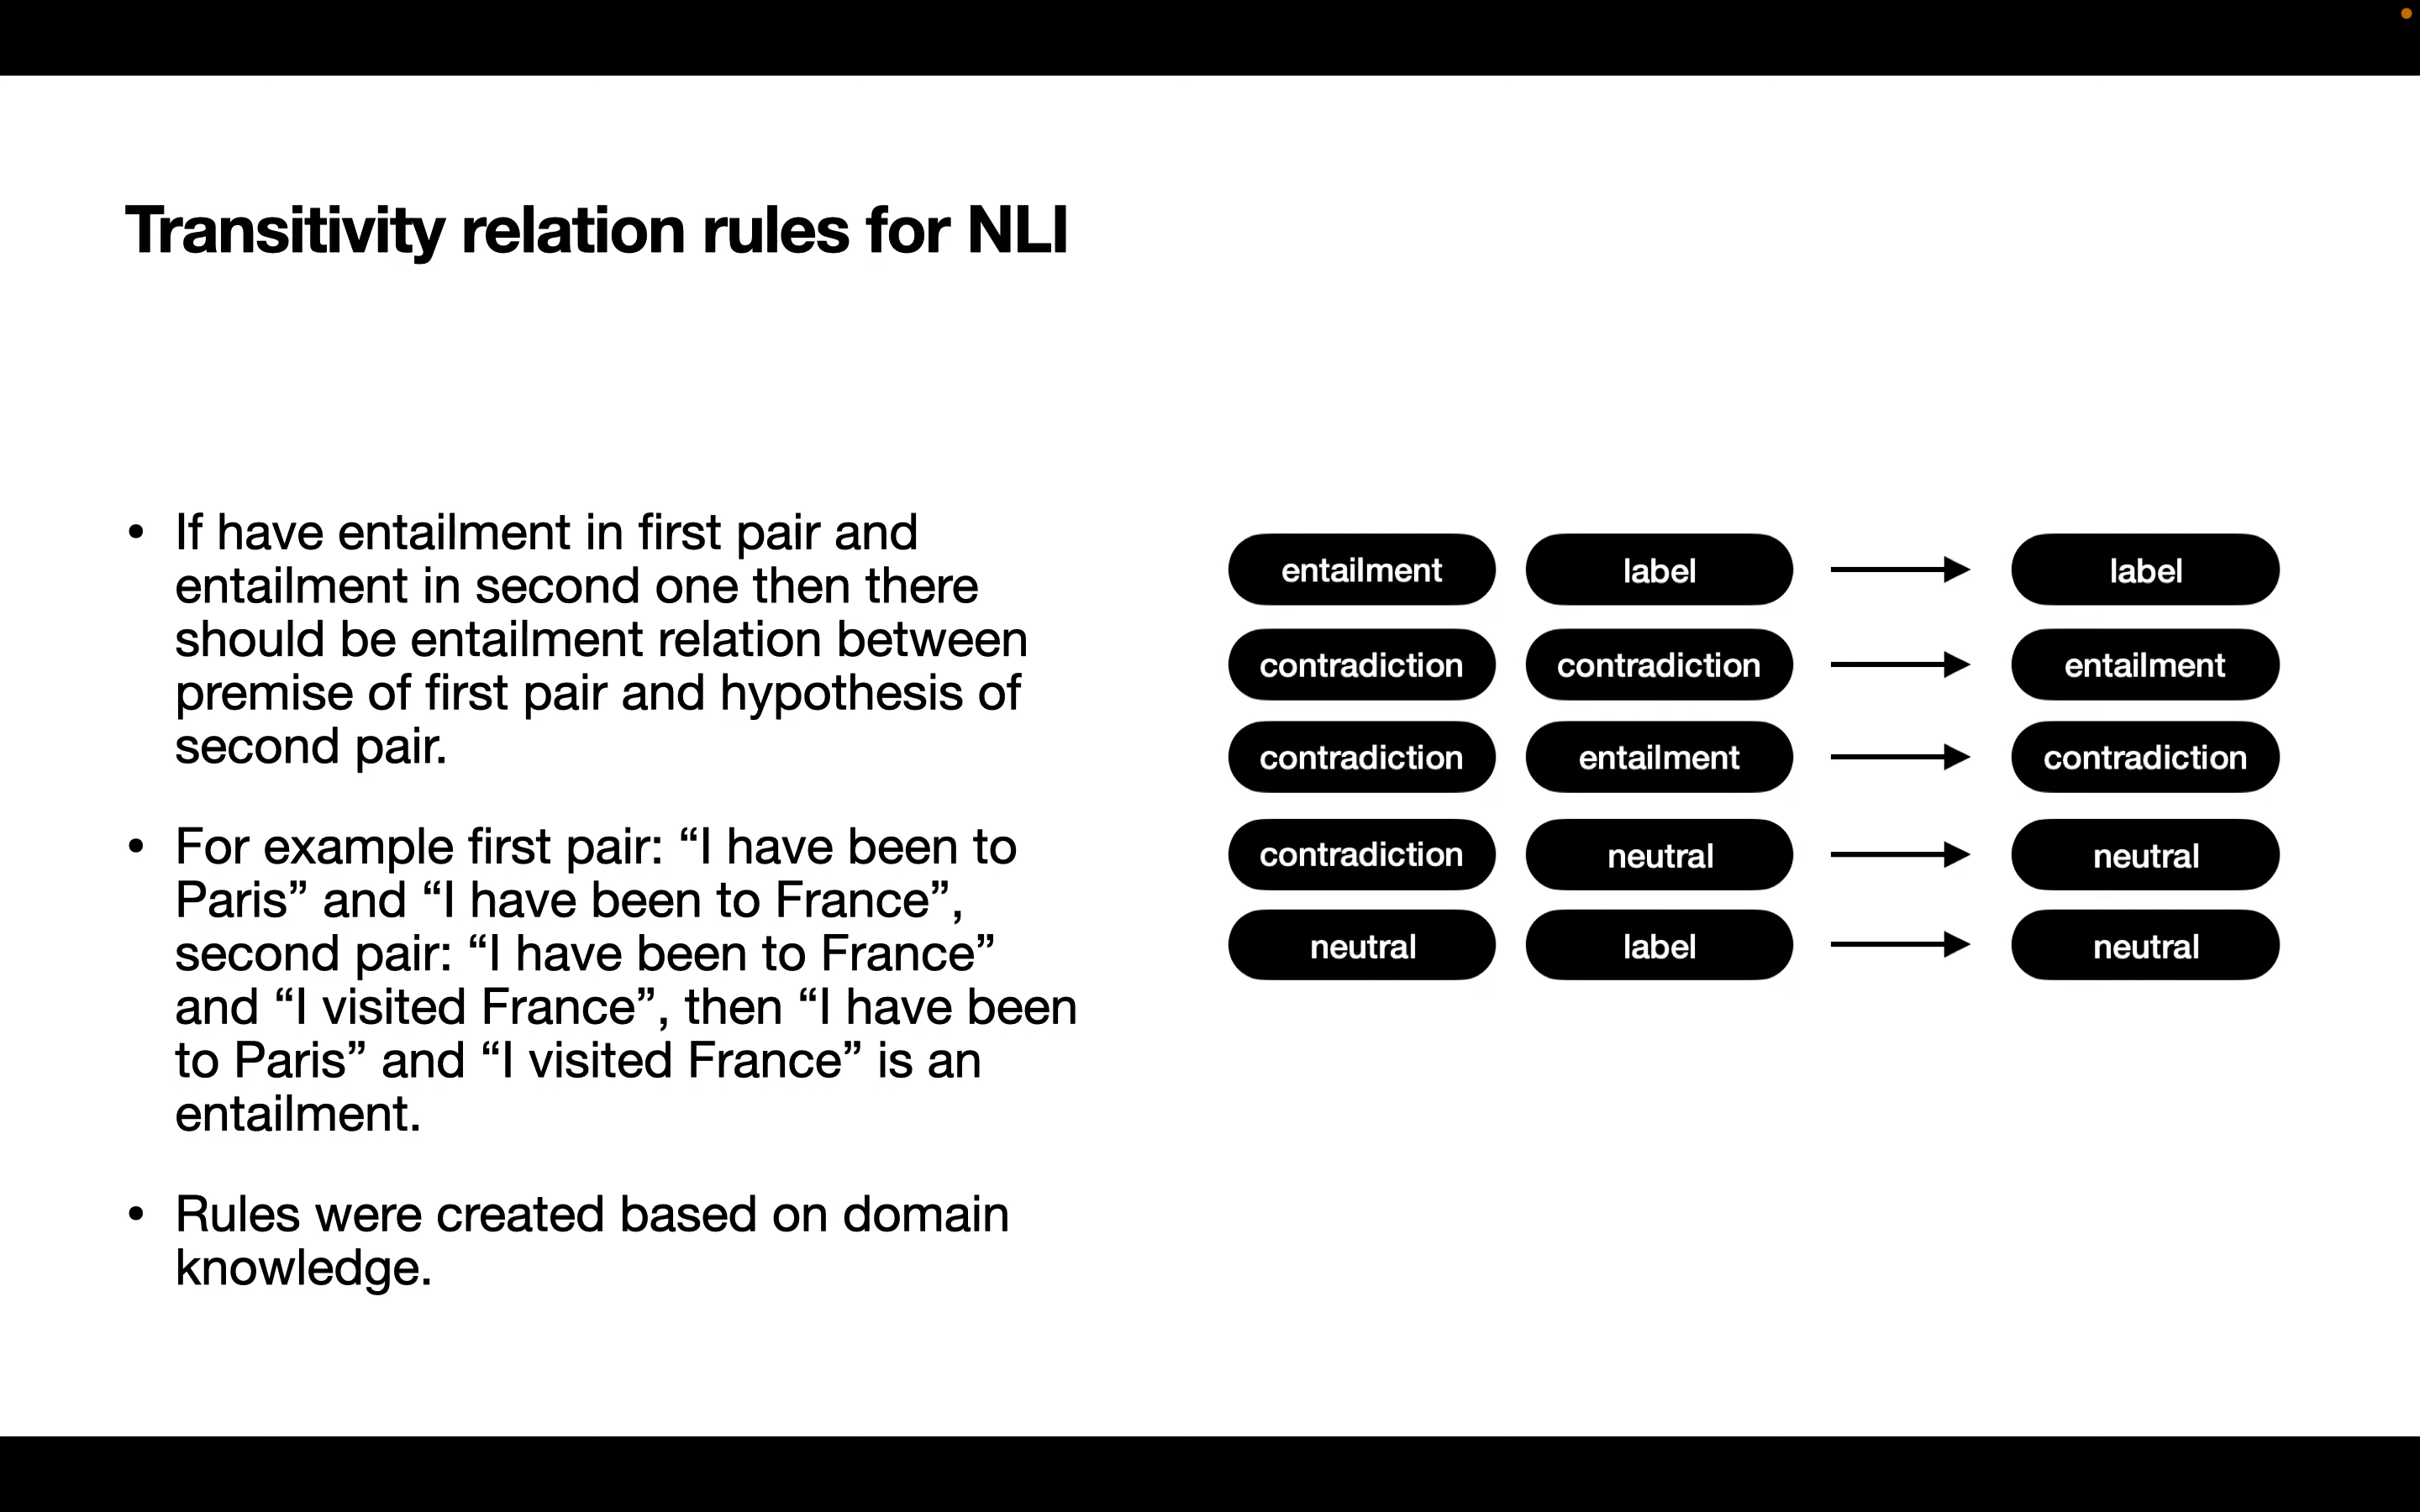 Transitivity relation rules for NLI
• If have entailment in first pair and
entailment in second one then there
should be entailment relation between
premise of first pair and hypothesis of
second pair.
• For example first pair: “I have been to
Paris” and “I have been to France”,
second pair: “I have been to France”
and “I visited France”, then “I have been
to Paris” and “I visited France” is an
entailment.
• Rules were created based on domain
knowledge.
entailment label label
contradiction contradiction entailment
contradiction entailment contradiction
contradiction neutral neutral
neutral label neutral